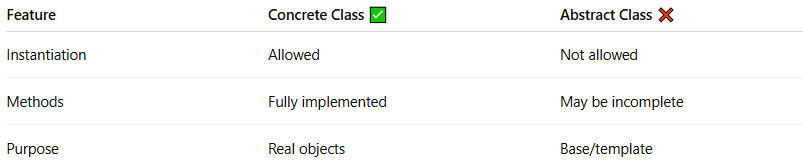 Feature Concrete Class ✅ Abstract Class ❌
Instantiation Allowed Not allowed
Methods Fully implemented May be incomplete
Purpose Real objects Base/template